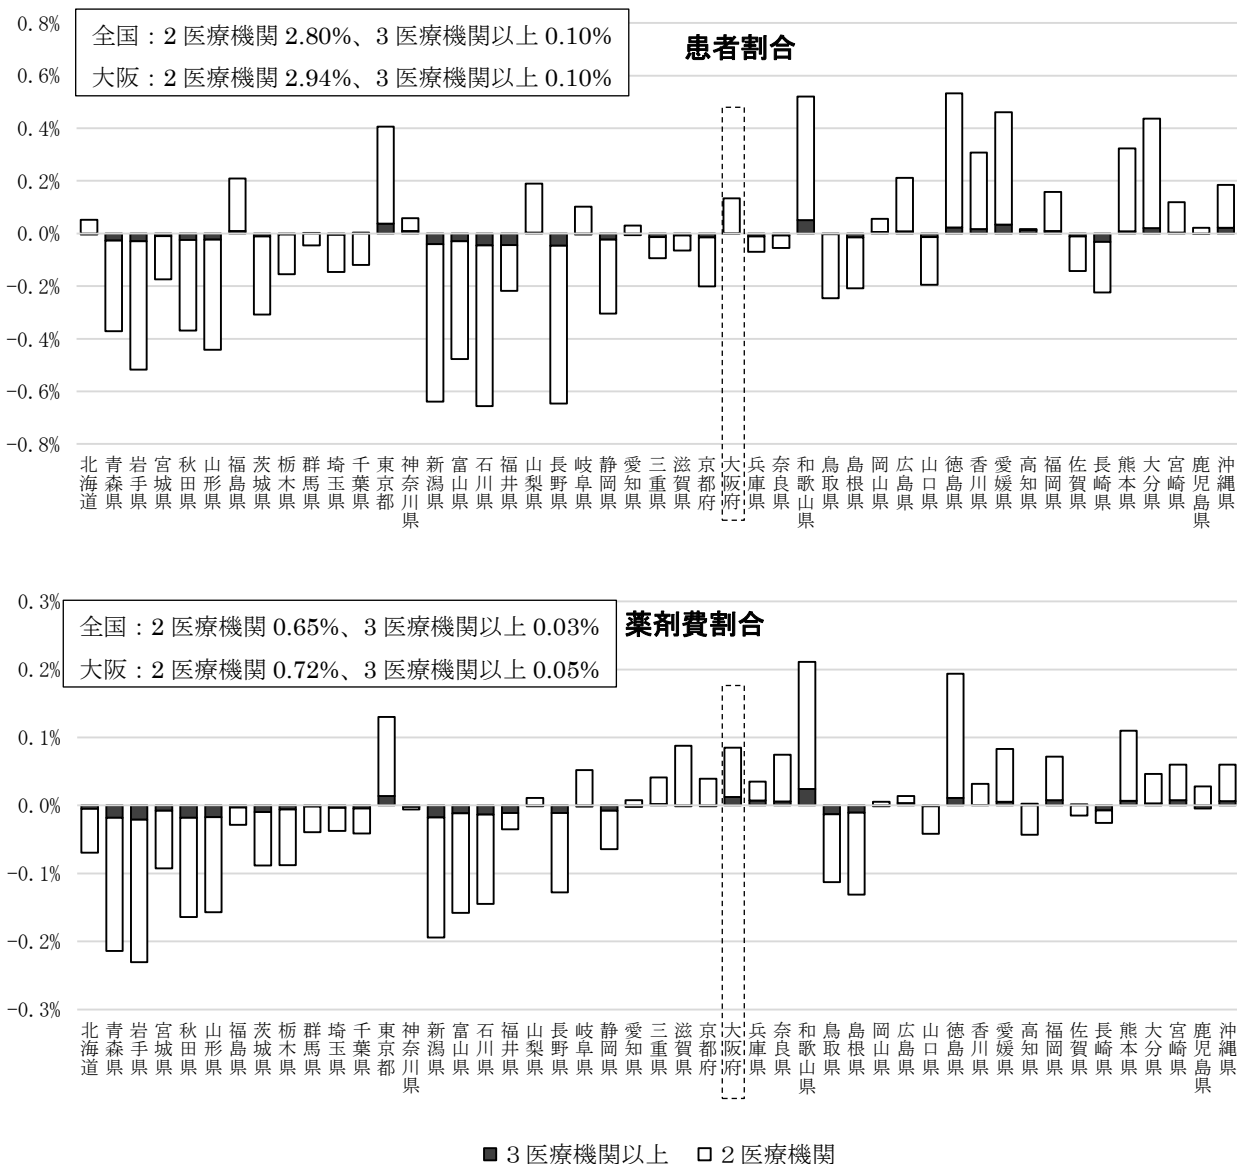 0.8%
全国：2 医療機関 2.80%、3 医療機関以上 0.10%
大阪：2 医療機関 2.94%、3 医療機関以上 0.10%
患者割合
0.6%
0.4%
0.2%
0.0%
-0.2%
-0.4%
-0.6%
-0.8%
北海道
青森県
岩手県
宮城県
秋田県
山形県
福島県
茨城県
栃木県
群馬県
埼玉県
千葉県
東京都
神奈川県
新潟県
富山県
石川県
福井県
山梨県
長野県
岐阜県
静岡県
愛知県
三重県
滋賀県
京都府
大阪府
兵庫県
奈良県
和歌山県
鳥取県
島根県
岡山県
広島県
山口県
徳島県
香川県
愛媛県
高知県
福岡県
佐賀県
長崎県
熊本県
大分県
宮崎県
鹿児島県
沖縄県
0.3%
全国：2 医療機関 0.65%、3 医療機関以上 0.03%
大阪：2 医療機関 0.72%、3 医療機関以上 0.05%
薬剤費割合
0.2%
0.1%
0.0%
-0.1%
-0.2%
-0.3%
北海道
青森県
岩手県
宮城県
秋田県
山形県
福島県
茨城県
栃木県
群馬県
埼玉県
千葉県
東京都
神奈川県
新潟県
富山県
石川県
福井県
山梨県
長野県
岐阜県
静岡県
愛知県
三重県
滋賀県
京都府
大阪府
兵庫県
奈良県
和歌山県
鳥取県
島根県
岡山県
広島県
山口県
徳島県
香川県
愛媛県
高知県
福岡県
佐賀県
長崎県
熊本県
大分県
宮崎県
鹿児島県
沖縄県
3 医療機関以上 2 医療機関